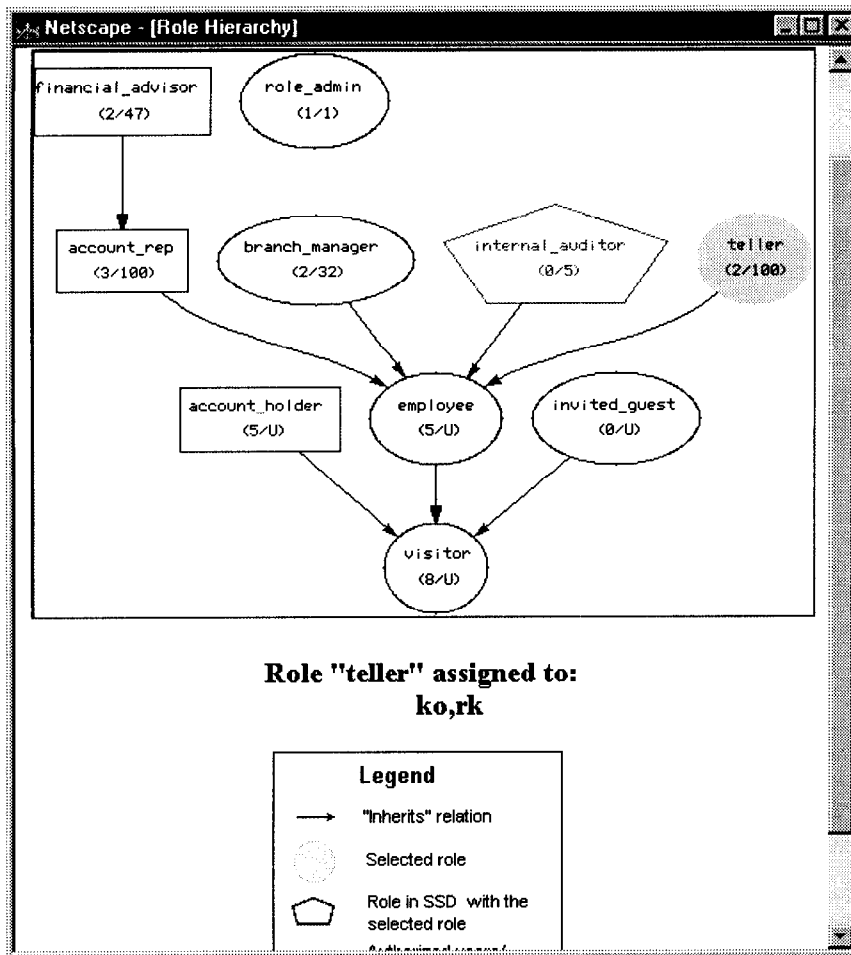 Netscape - [Role Hierarchy]
financial_advisor
(2/47)
role_admin
(1/1)
account_rep
(3/100)
branch_manager
(2/32)
internal_auditor
(0/5)
teller
(2/100)
account_holder
(5/U)
employee
(5/U)
invited_guest
(0/U)
visitor
(8/U)
Role "teller" assigned to:
ko,rk
Legend
"Inherits" relation
Selected role
Role in SSD with the
selected role